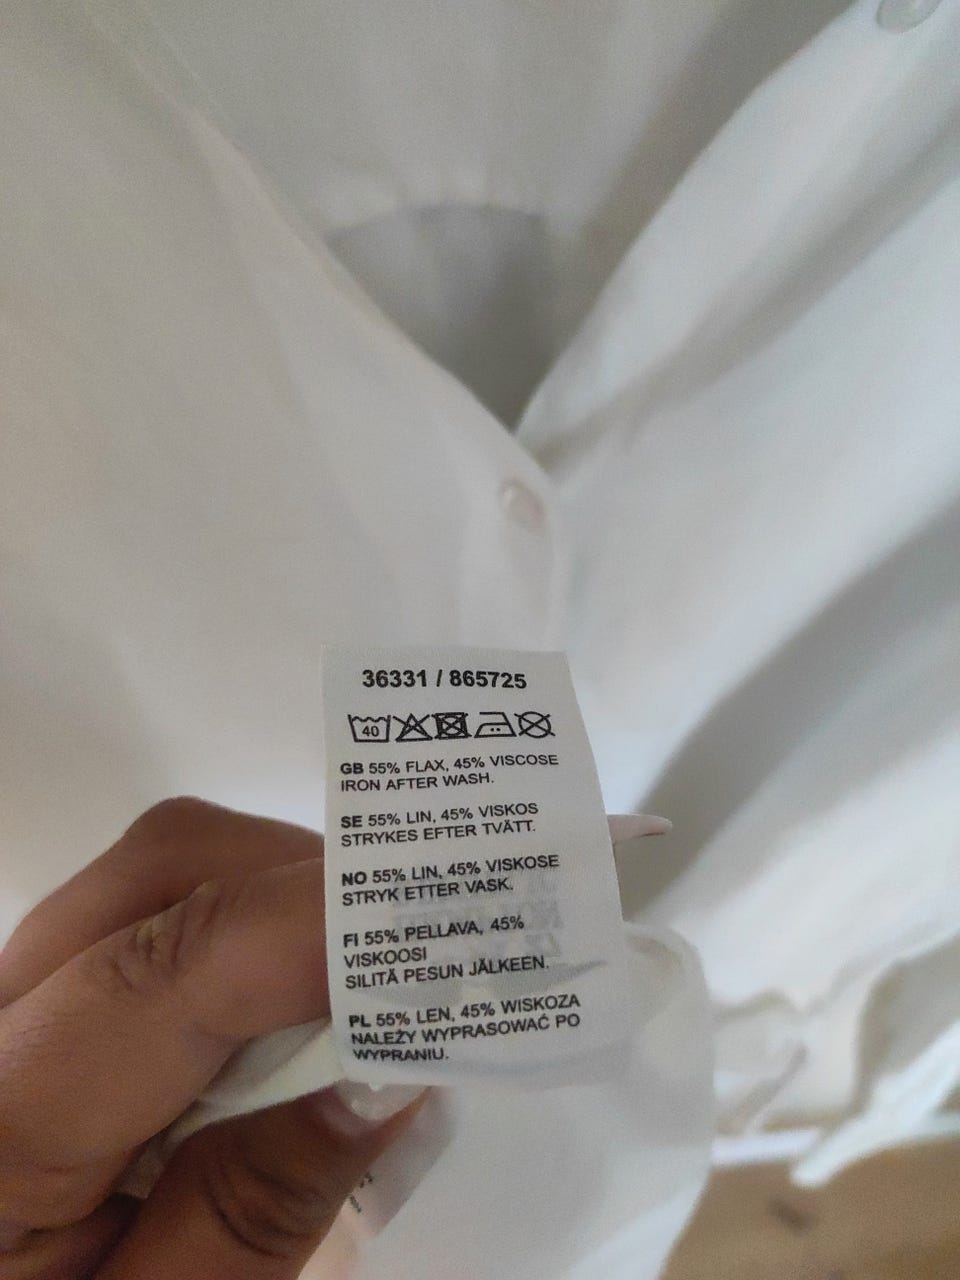 36331 / 865725
40
GB 55% FLAX, 45% VISCOSE
IRON AFTER WASH.
SE 55% LIN, 45% VISKOS
STRYKES EFTER TVÄTT.
NO 55% LIN, 45% VISKOSE
STRYK ETTER VASK.
FI 55% PELLAVA, 45%
VISKOOSI
SILITÄ PESUN JÄLKEEN.
PL 55% LEN, 45% WISKOZA
NALEŻY WYPRASOWAĆ PO
WYPRANIU.